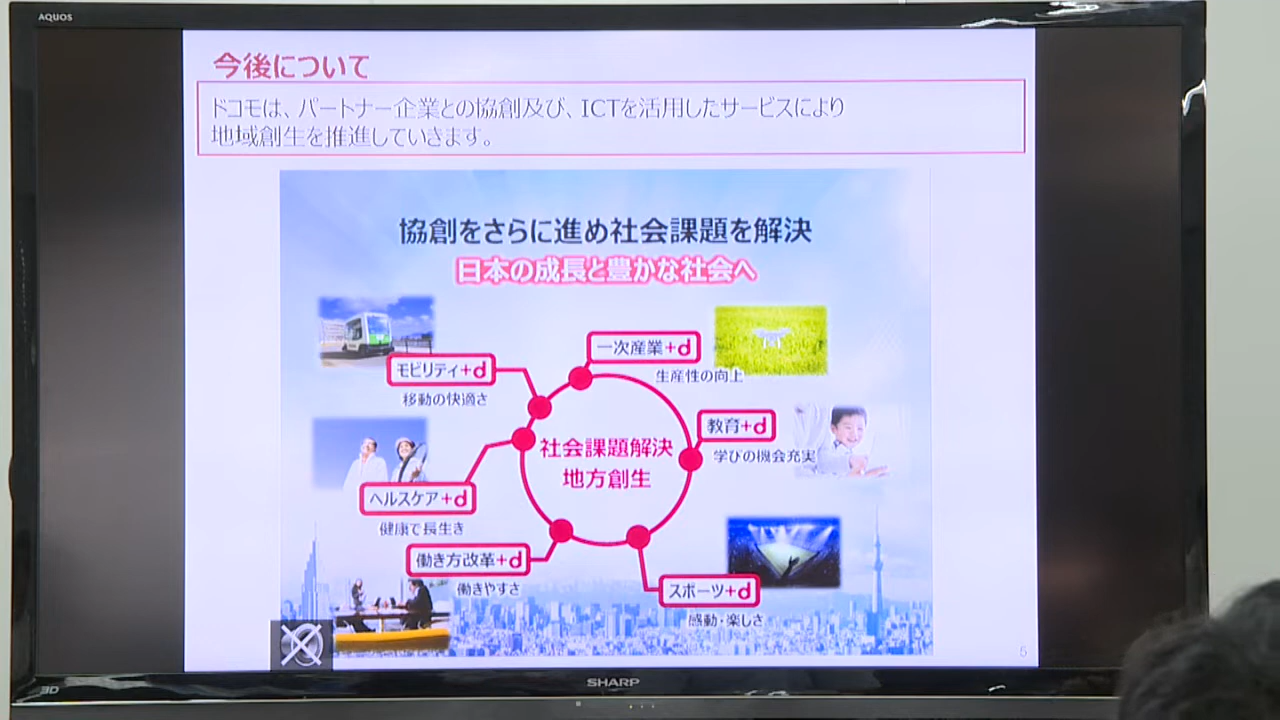 AQUOS
今後について
ドコモは、パートナー企業との協創及び、ICTを活用したサービスにより
地域創生を推進していきます。
協創をさらに進め社会課題を解決
日本の成長と豊かな社会へ
一次産業+d
生産性の向上
モビリティ+d
移動の快適さ
教育+d
学びの機会充実
社会課題解決
地方創生
ヘルスケア+d
健康で長生き
働き方改革+d
働きやすさ
スポーツ+d
感動・楽しさ
5
3D
SHARP